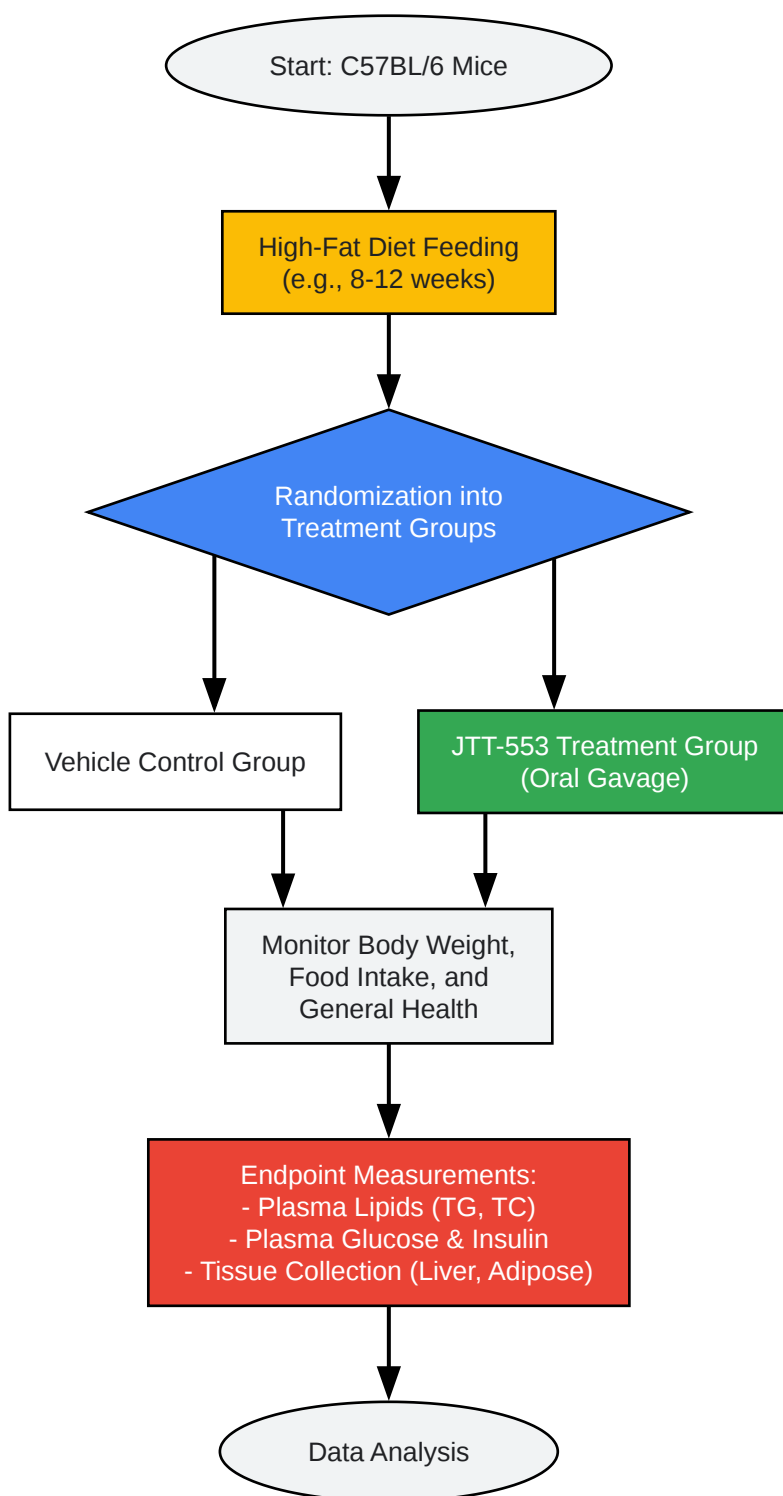 Start: C57BL/6 Mice
High-Fat Diet Feeding
(e.g., 8-12 weeks)
Randomization into
Treatment Groups
Vehicle Control Group
JTT-553 Treatment Group
(Oral Gavage)
Monitor Body Weight,
Food Intake, and
General Health
Endpoint Measurements:
- Plasma Lipids (TG, TC)
- Plasma Glucose & Insulin
- Tissue Collection (Liver, Adipose)
Data Analysis